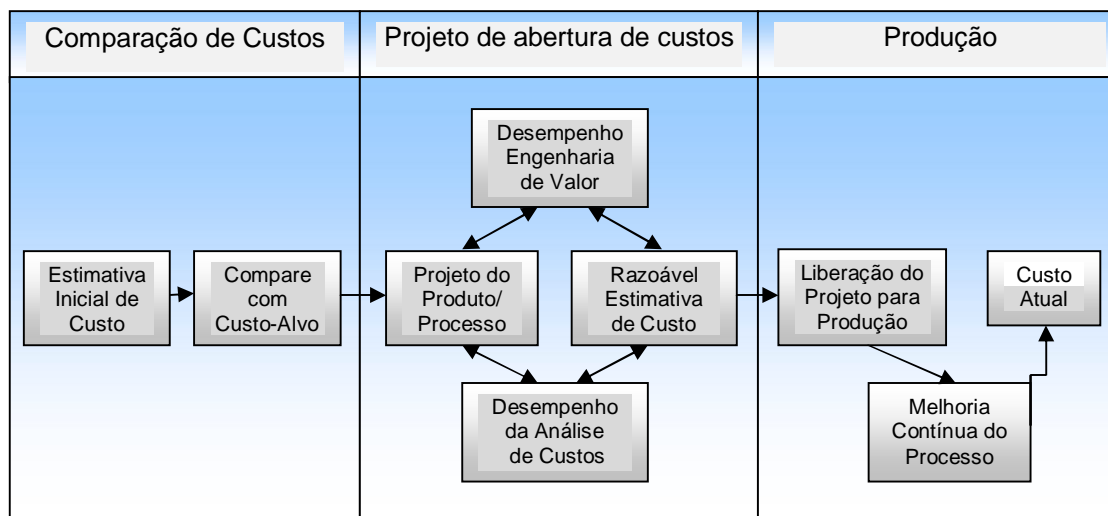 Comparação de Custos
Projeto de abertura de custos
Produção
Estimativa
Inicial de
Custo
Compare
com
Custo-Alvo
Desempenho
Engenharia
de Valor
Projeto do
Produto/
Processo
Razoável
Estimativa
de Custo
Desempenho
da Análise
de Custos
Liberação do
Projeto para
Produção
Custo
Atual
Melhoria
Contínua do
Processo